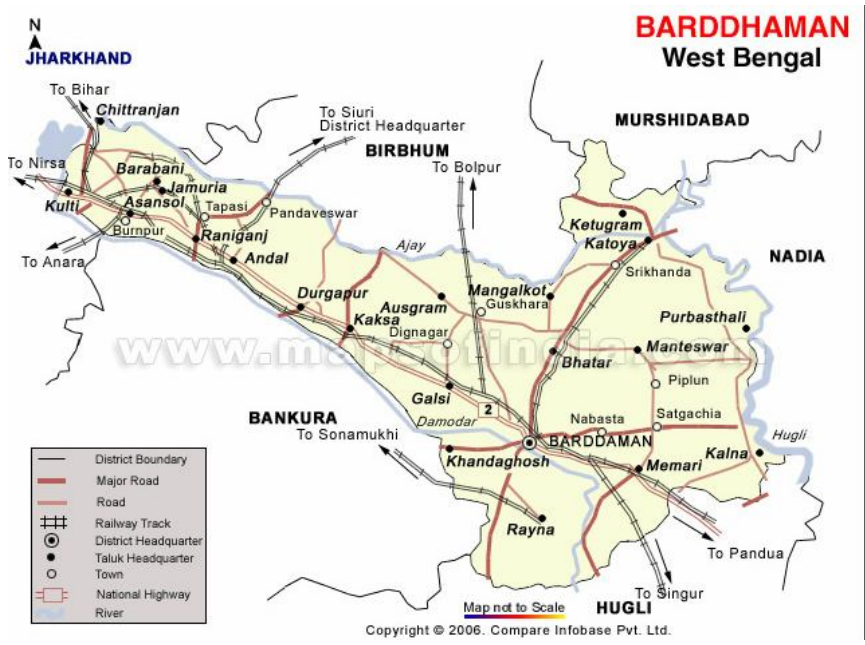 BARDDHAMAN
West Bengal
N
JHARKHAND
To Bihar
Chittranjan
To Siuri
District Headquarter
MURSHIDABAD
BIRBHUM
To Nirsa
To Bolpur
Barabani
Jamuria
Kulti
Asansol
Tapasi
Pandaveswar
Ketugram
Burnpur
Raniganj
Katoya
Ajay
NADIA
To Anara
Andal
Srikhanda
Durgapur
Ausgram
Mangalkot
Guskhara
Purbasthali
Kaksa
Dignagar
www.mapsofindia.com
Bhatar
Manteswar
Piplun
Galsi
2
BANKURA
Damodar
Nabasta
Satgachia
Hugli
To Sonamukhi
BARDDAMAN
Khandaghosh
Memari
Kalna
District Boundary
Major Road
Road
Railway Track
District Headquarter
Taluk Headquarter
Town
National Highway
River
Rayna
To Pandua
To Singur
Map not to Scale
HUGLI
Copyright © 2006. Compare Infobase Pvt. Ltd.